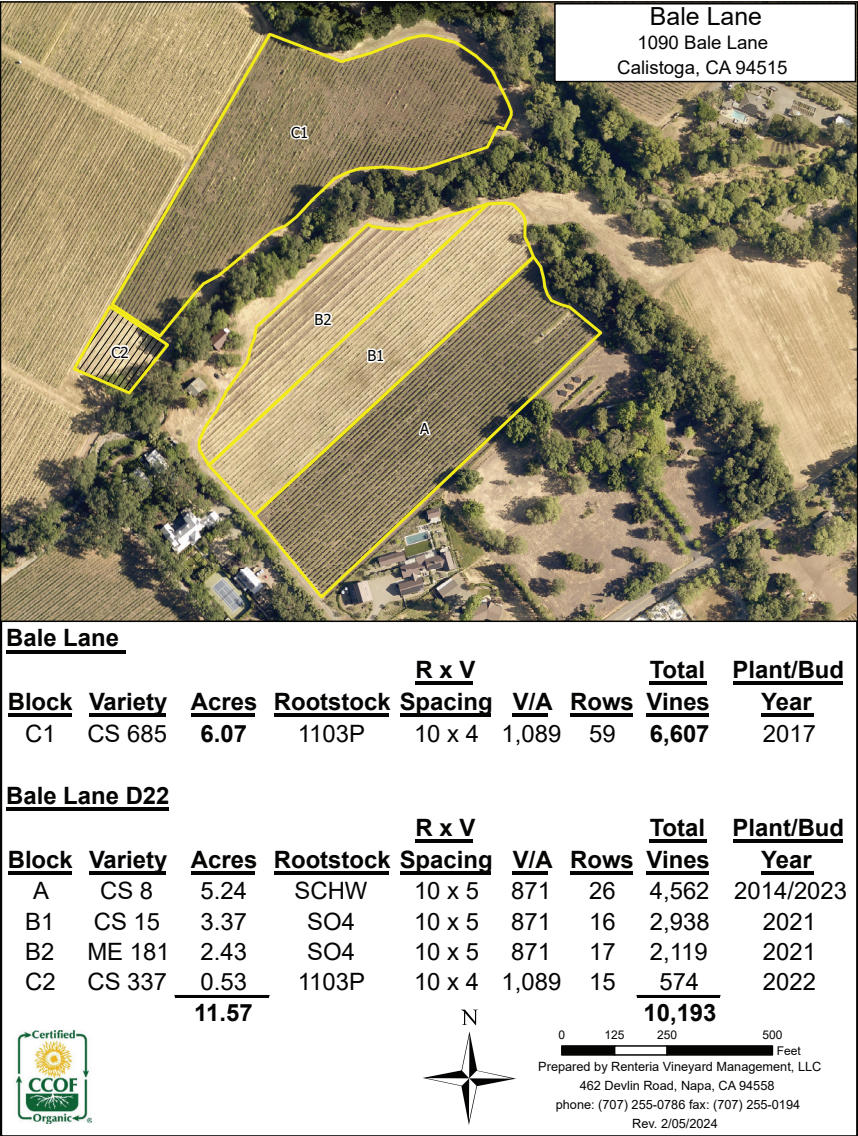 Bale Lane
1090 Bale Lane
Calistoga, CA 94515
C1
C2
B2
B1
A
Bale Lane
R x V Total Plant/Bud
Block Variety Acres Rootstock Spacing V/A Rows Vines Year
C1 CS 685 6.07 1103P 10 x 4 1,089 59 6,607 2017
Bale Lane D22
R x V Total Plant/Bud
Block Variety Acres Rootstock Spacing V/A Rows Vines Year
A CS 8 5.24 SCHW 10 x 5 871 26 4,562 2014/2023
B1 CS 15 3.37 SO4 10 x 5 871 16 2,938 2021
B2 ME 181 2.43 SO4 10 x 5 871 17 2,119 2021
C2 CS 337 0.53 1103P 10 x 4 1,089 15 574 2022
11.57 10,193
Certified
CCOF
Organic
®
N
0 125 250 500
Feet
Prepared by Renteria Vineyard Management, LLC
462 Devlin Road, Napa, CA 94558
phone: (707) 255-0786 fax: (707) 255-0194
Rev. 2/05/2024